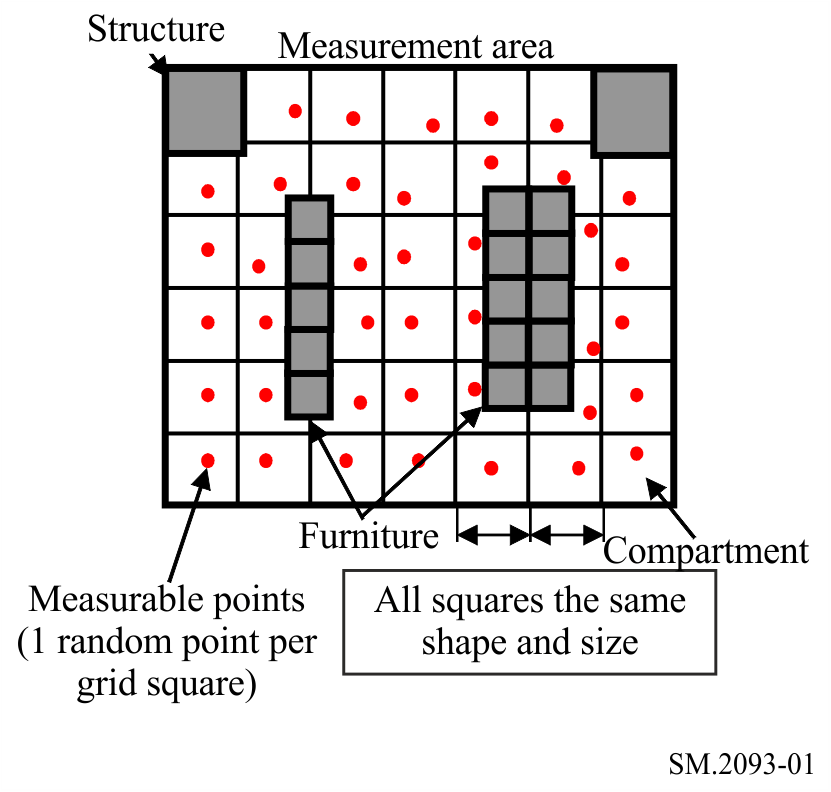 Structure
Measurement area
Furniture
Compartment
Measurable points
(1 random point per
grid square)
All squares the same
shape and size
SM.2093-01